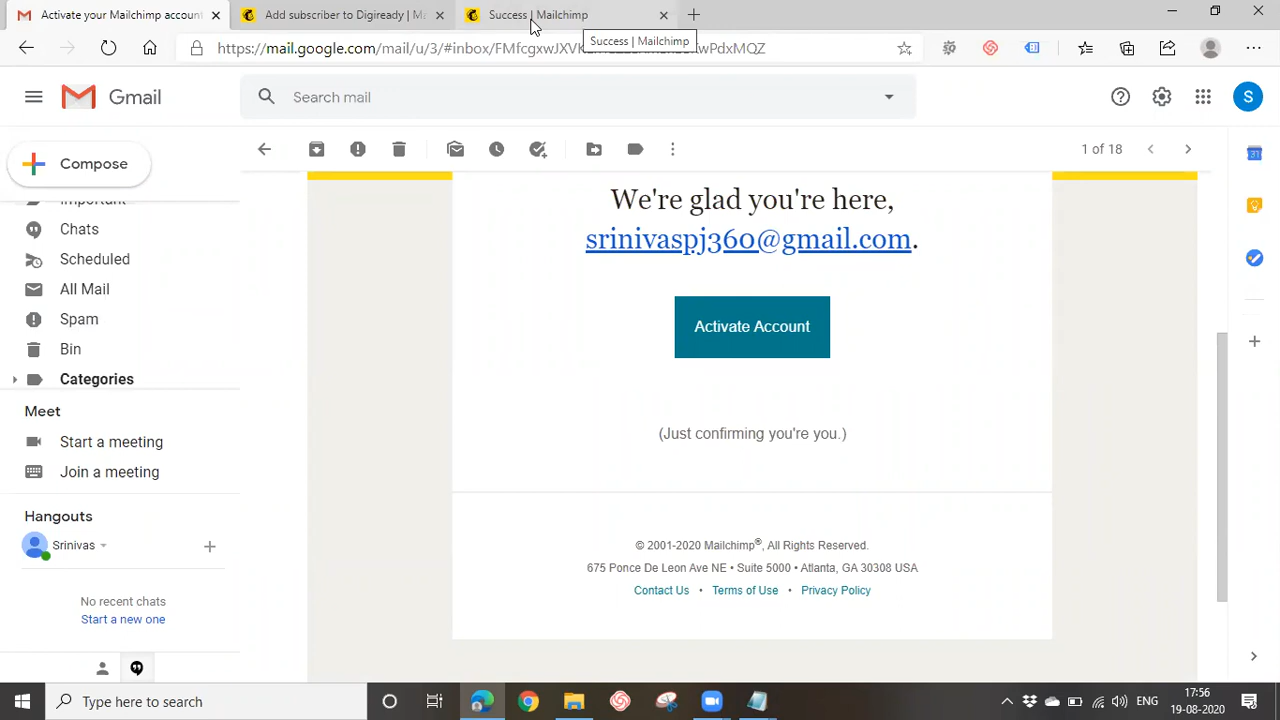 Activate your Mailchimp account
Add subscriber to Digiready | Ma
Success | Mailchimp
Success | Mailchimp
https://mail.google.com/mail/u/3/#inbox/
wPdxMQZ
Gmail
Search mail
S
Compose
1 of 18
Important
Chats
Scheduled
All Mail
Spam
Bin
Categories
Meet
Start a meeting
Join a meeting
Hangouts
Srinivas
No recent chats
Start a new one
We're glad you're here,
srinivaspj360@gmail.com.
Activate Account
(Just confirming you're you.)
© 2001-2020 Mailchimp®, All Rights Reserved.
675 Ponce De Leon Ave NE • Suite 5000 • Atlanta, GA 30308 USA
Contact Us • Terms of Use • Privacy Policy
31
Type here to search
ENG
17:56
19-08-2020